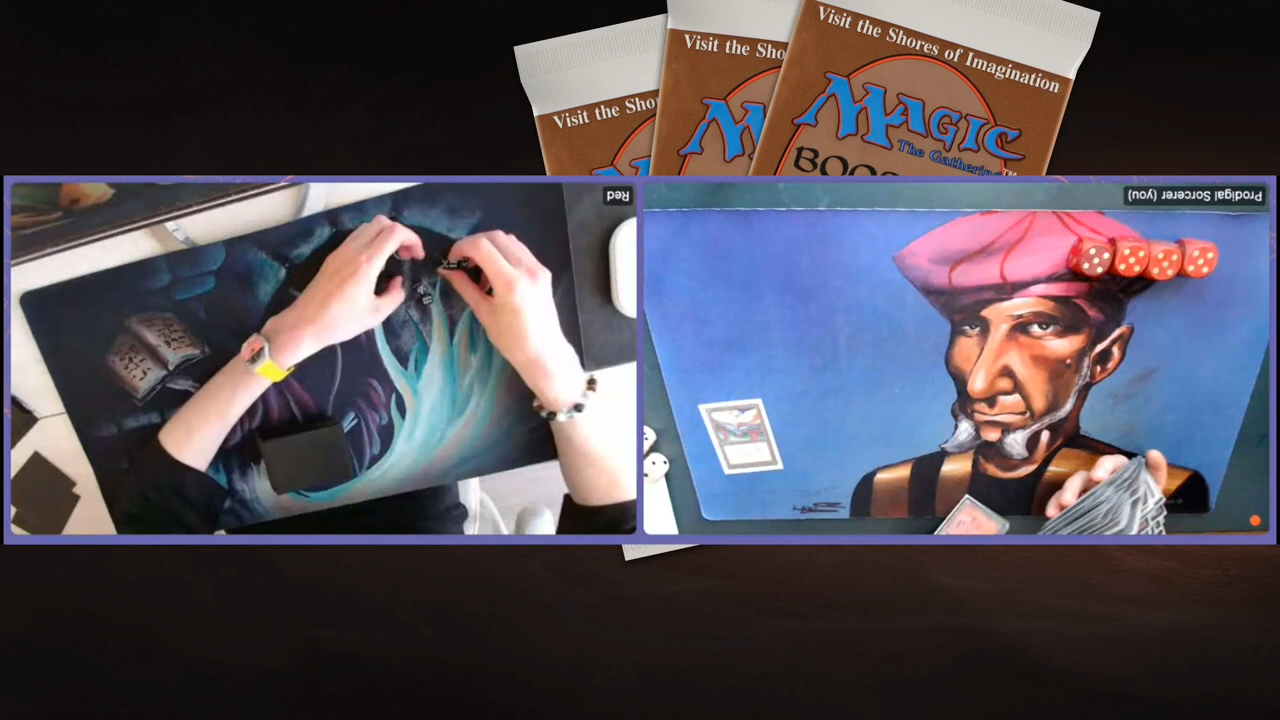 Visit the Shores of Imagination
Visit the Sho
Visit the Sho
MAGIC
The Gathering
BOOS
M
Red
Prodigal Sorcerer (you)